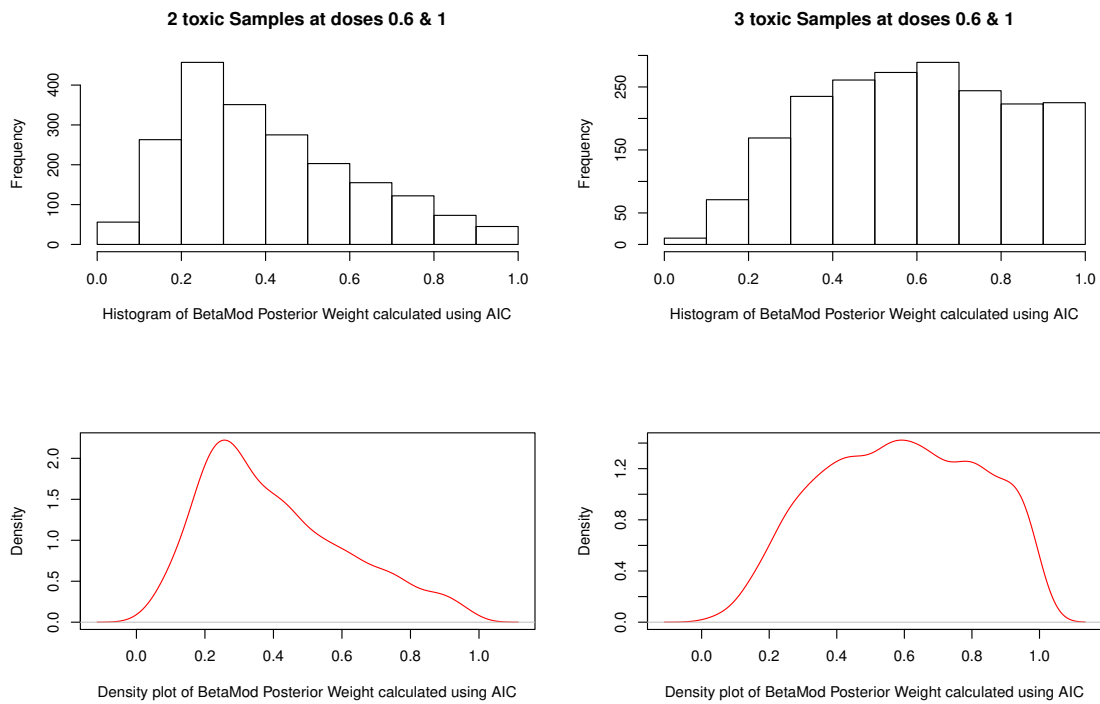 2 toxic Samples at doses 0.6 & 1
Frequency
0 100 200 300 400
0.0 0.2 0.4 0.6 0.8 1.0
Histogram of BetaMod Posterior Weight calculated using AIC
3 toxic Samples at doses 0.6 & 1
Frequency
0 50 150 250
0.0 0.2 0.4 0.6 0.8 1.0
Histogram of BetaMod Posterior Weight calculated using AIC
Density
0.0 0.5 1.0 1.5 2.0
0.0 0.2 0.4 0.6 0.8 1.0
Density plot of BetaMod Posterior Weight calculated using AIC
Density
0.0 0.4 0.8 1.2
0.0 0.2 0.4 0.6 0.8 1.0
Density plot of BetaMod Posterior Weight calculated using AIC